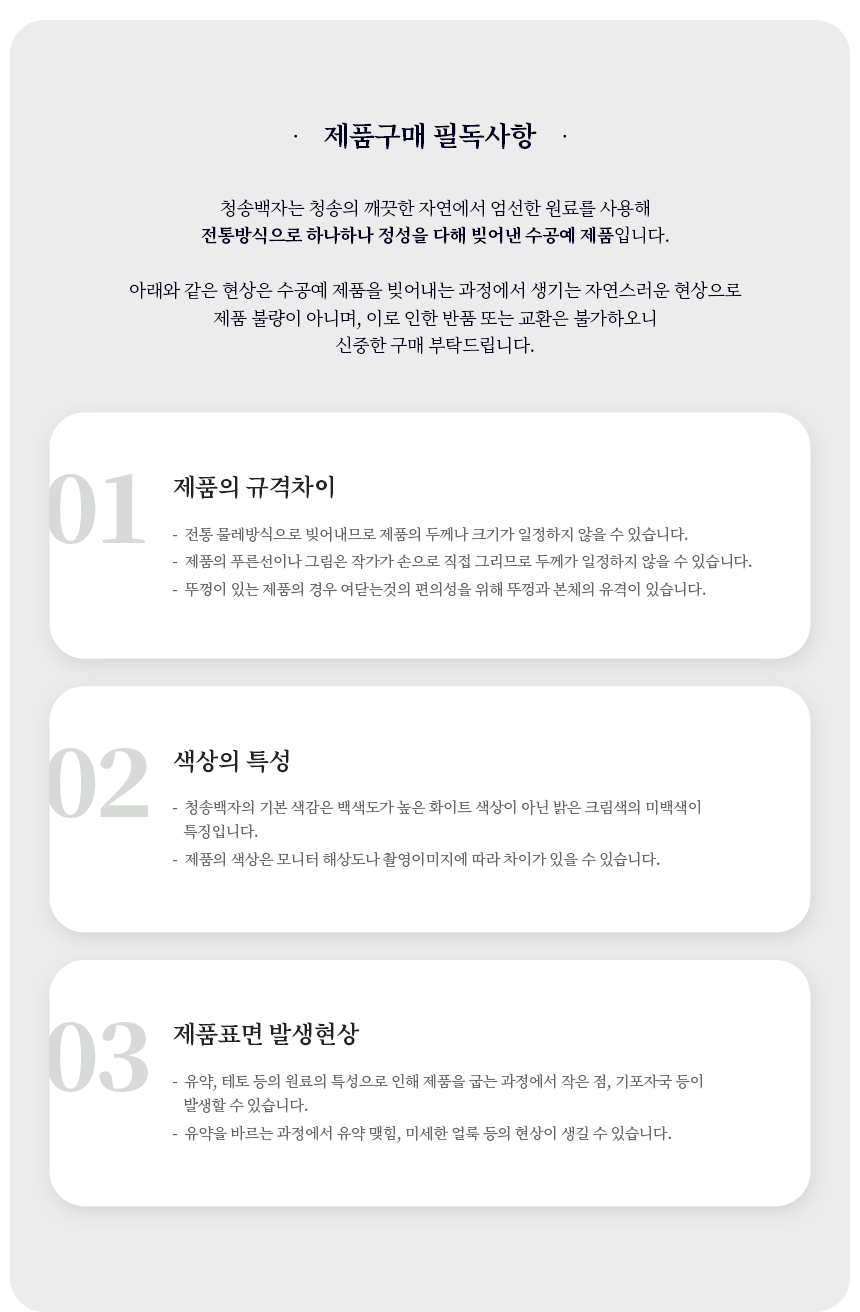 · 제품구매 필독사항 ·
청송백자는 청송의 깨끗한 자연에서 엄선한 원료를 사용해
전통방식으로 하나하나 정성을 다해 빚어낸 수공예 제품입니다.
아래와 같은 현상은 수공예 제품을 빚어내는 과정에서 생기는 자연스러운 현상으로
제품 불량이 아니며, 이로 인한 반품 또는 교환은 불가하오니
신중한 구매 부탁드립니다.
01
제품의 규격차이
- 전통 물레방식으로 빚어내므로 제품의 두께나 크기가 일정하지 않을 수 있습니다.
- 제품의 푸른선이나 그림은 작가가 손으로 직접 그리므로 두께가 일정하지 않을 수 있습니다.
- 뚜껑이 있는 제품의 경우 여닫는것의 편의성을 위해 뚜껑과 본체의 유격이 있습니다.
02
색상의 특성
- 청송백자의 기본 색감은 백색도가 높은 화이트 색상이 아닌 밝은 크림색의 미백색이
특징입니다.
- 제품의 색상은 모니터 해상도나 촬영이미지에 따라 차이가 있을 수 있습니다.
03
제품표면 발생현상
- 유약, 테토 등의 원료의 특성으로 인해 제품을 굽는 과정에서 작은 점, 기포자국 등이
발생할 수 있습니다.
- 유약을 바르는 과정에서 유약 맺힘, 미세한 얼룩 등의 현상이 생길 수 있습니다.